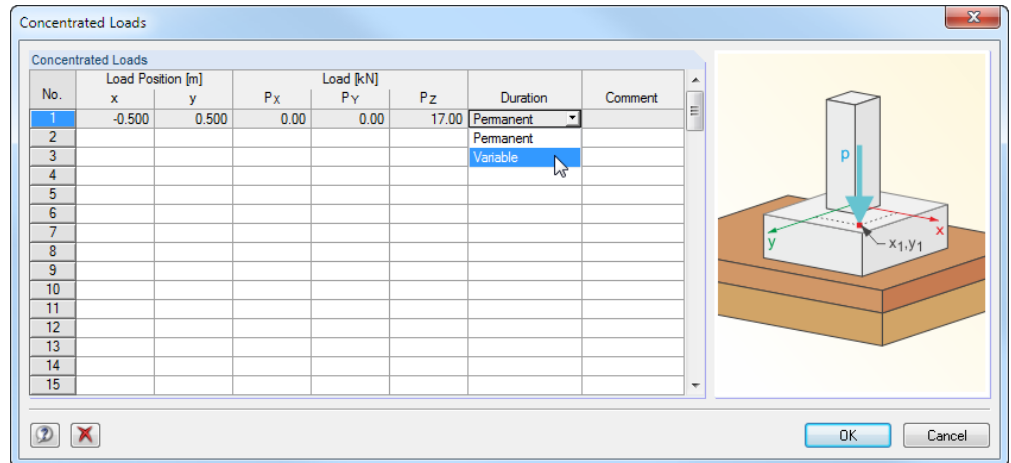 Concentrated Loads
Concentrated Loads
Load Position [m] Load [kN]
No. x y PX PY PZ Duration Comment
1 -0.500 0.500 0.00 0.00 17.00 Permanent
2 Permanent
3 Variable
4
5
6
7
8
9
10
11
12
13
14
15
p
x
y
x1,y1
OK Cancel